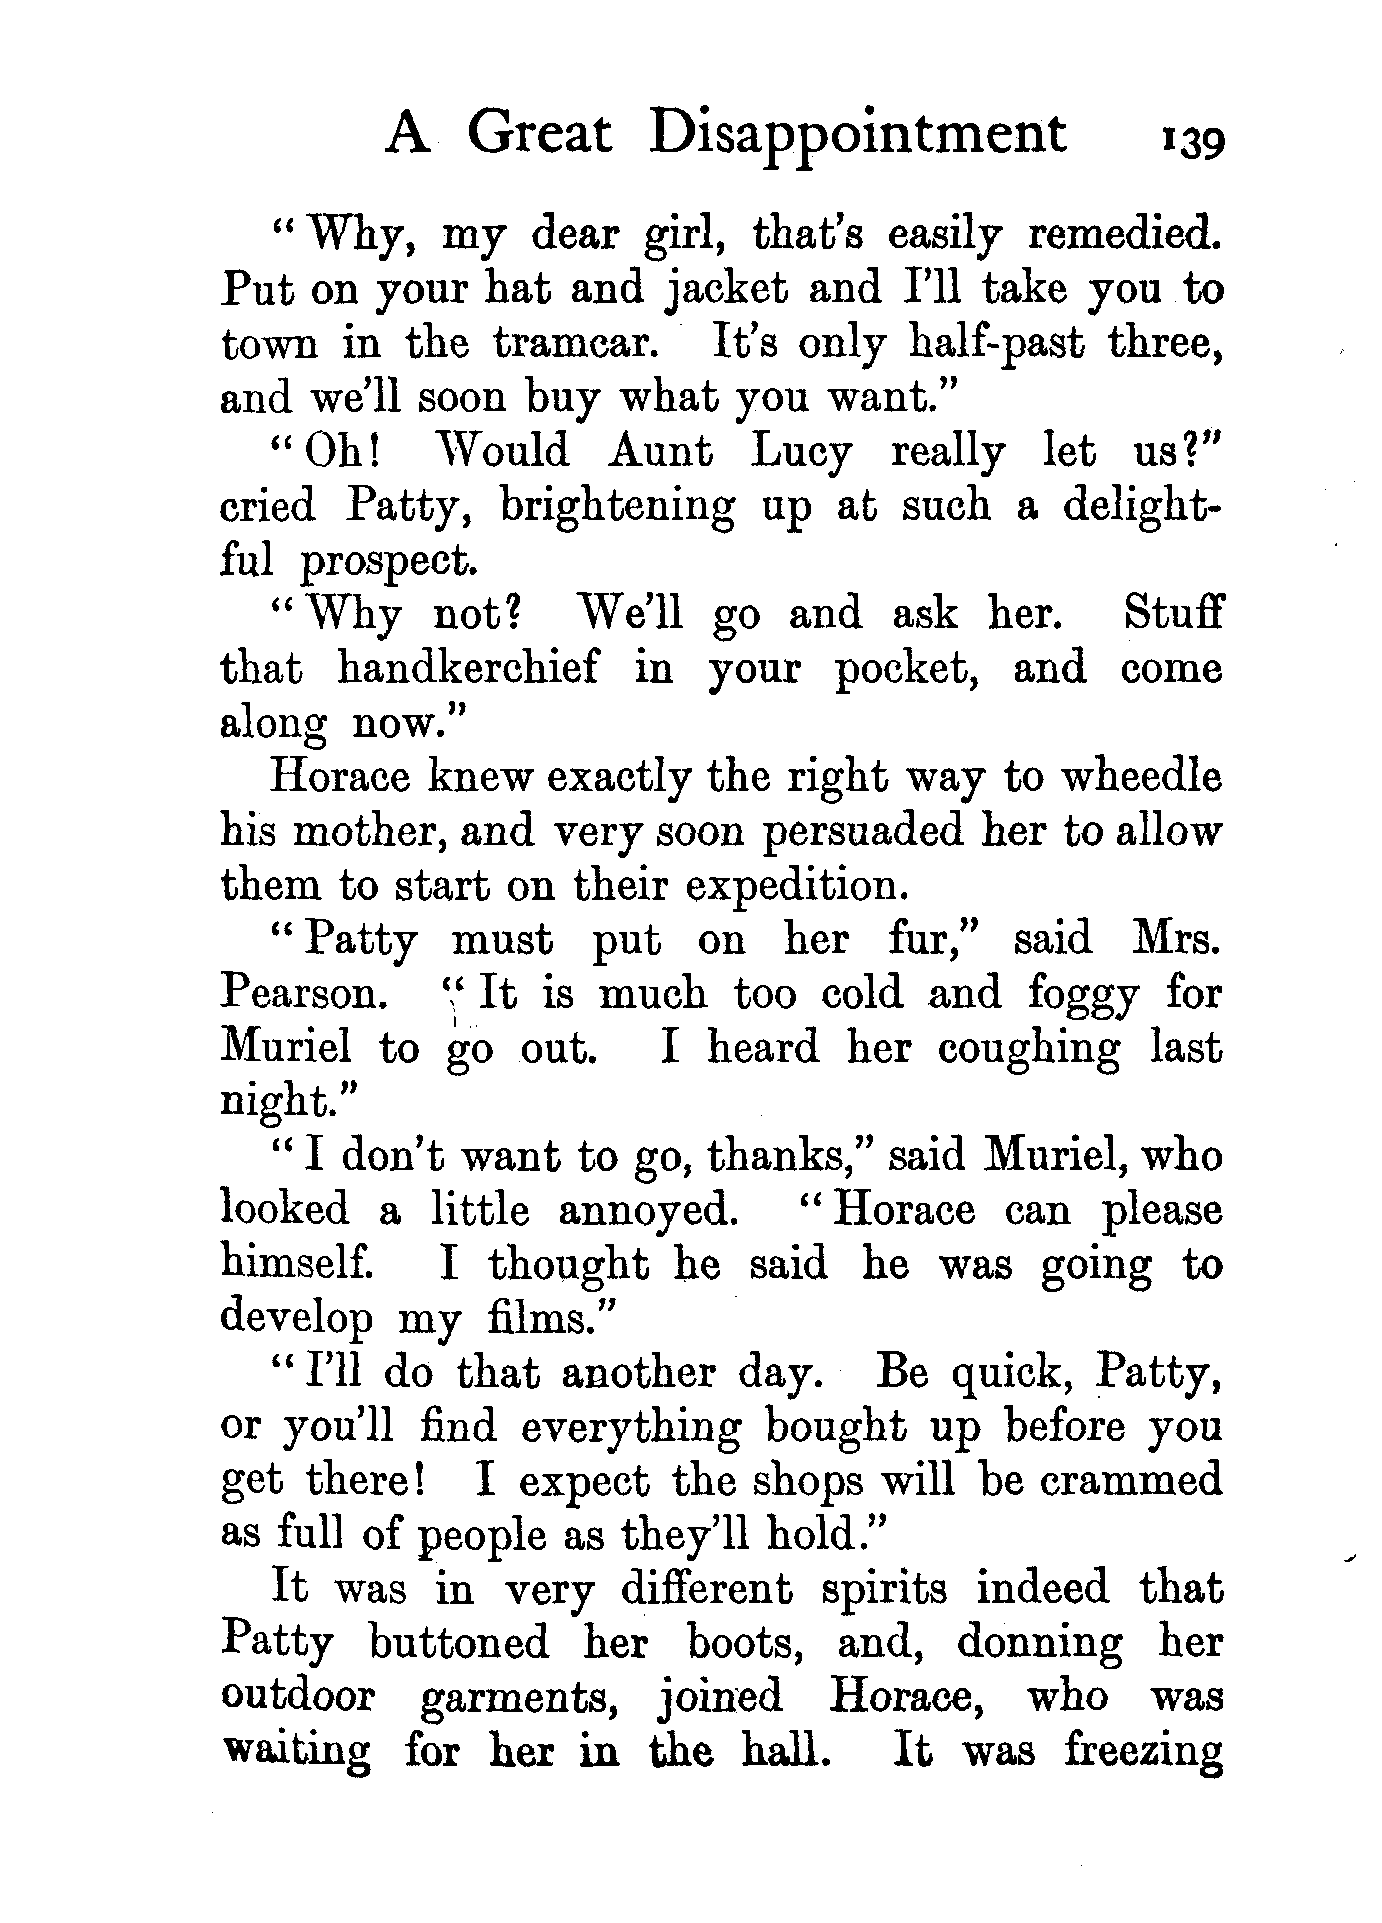 A Great Disappointment 139
"Why, my dear girl, that's easily remedied.
Put on your hat and jacket and I'll take you to
town in the tramcar. It's only half-past three,
and we'll soon buy what you want."
"Oh! Would Aunt Lucy really let us?"
cried Patty, brightening up at such a delight-
ful prospect.
"Why not? We'll go and ask her. Stuff
that handkerchief in your pocket, and come
along now."
Horace knew exactly the right way to wheedle
his mother, and very soon persuaded her to allow
them to start on their expedition.
"Patty must put on her fur," said Mrs.
Pearson. "It is much too cold and foggy for
Muriel to go out. I heard her coughing last
night."
"I don't want to go, thanks," said Muriel, who
looked a little annoyed. "Horace can please
himself. I thought he said he was going to
develop my films."
"I'll do that another day. Be quick, Patty,
or you'll find everything bought up before you
get there! I expect the shops will be crammed
as full of people as they'll hold."
It was in very different spirits indeed that
Patty buttoned her boots, and, donning her
outdoor garments, joined Horace, who was
waiting for her in the hall. It was freezing